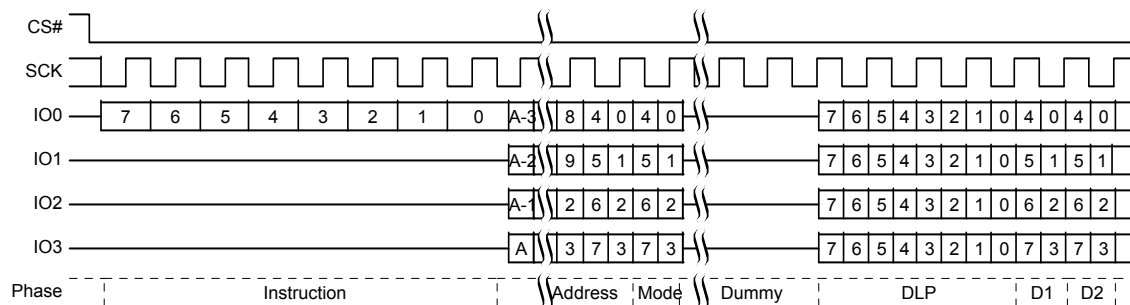 CS#
SCK
IO0 7 6 5 4 3 2 1 0 A-3 8 4 0 4 0 7 6 5 4 3 2 1 0 4 0 4 0
IO1 A-2 9 5 1 5 1 7 6 5 4 3 2 1 0 5 1 5 1
IO2 A-1 2 6 2 6 2 7 6 5 4 3 2 1 0 6 2 6 2
IO3 A 3 7 3 7 3 7 6 5 4 3 2 1 0 7 3 7 3
Phase Instruction Address Mode Dummy DLP D1 D2